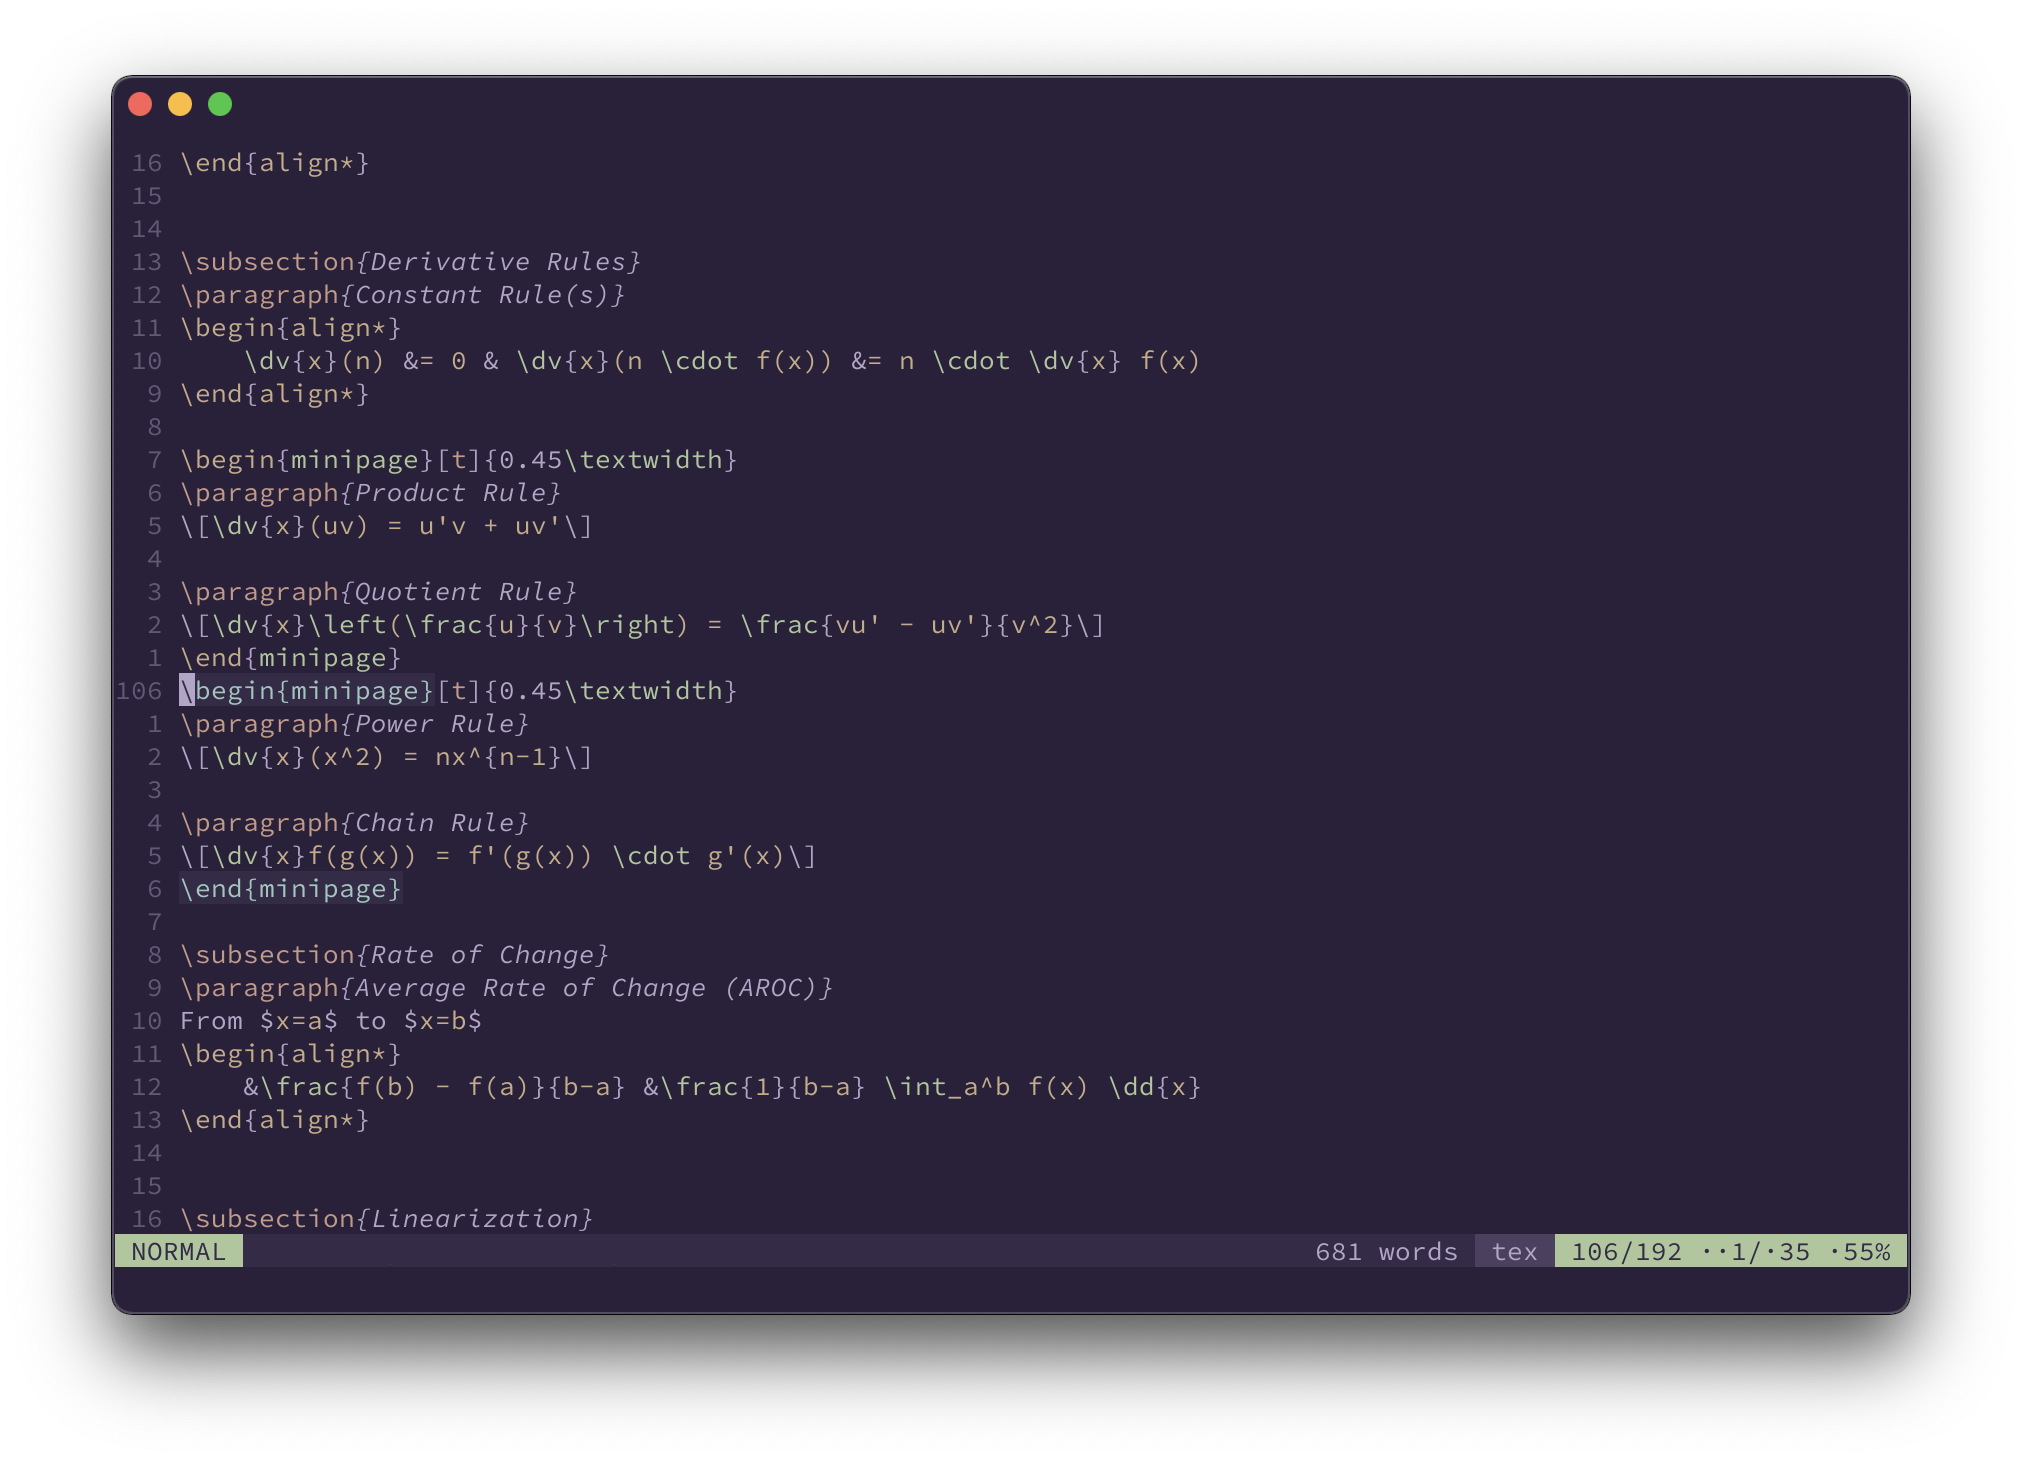 16 \end{align*}
15
14
13 \subsection{Derivative Rules}
12 \paragraph{Constant Rule(s)}
11 \begin{align*}
10     \dv{x}(n) &= 0 & \dv{x}(n \cdot f(x)) &= n \cdot \dv{x} f(x)
9 \end{align*}
8
7 \begin{minipage}[t]{0.45\textwidth}
6 \paragraph{Product Rule}
5 \[\dv{x}(uv) = u'v + uv'\]
4
3 \paragraph{Quotient Rule}
2 \[\dv{x}\left(\frac{u}{v}\right) = \frac{vu' - uv'}{v^2}\]
1 \end{minipage}
106 \begin{minipage}[t]{0.45\textwidth}
1 \paragraph{Power Rule}
2 \[\dv{x}(x^2) = nx^{n-1}\]
3
4 \paragraph{Chain Rule}
5 \[\dv{x}f(g(x)) = f'(g(x)) \cdot g'(x)\]
6 \end{minipage}
7
8 \subsection{Rate of Change}
9 \paragraph{Average Rate of Change (AROC)}
10 From $x=a$ to $x=b$
11 \begin{align*}
12     &\frac{f(b) - f(a)}{b-a} &\frac{1}{b-a} \int_a^b f(x) \dd{x}
13 \end{align*}
14
15
16 \subsection{Linearization}
NORMAL 681 words tex 106/192 ··1/·35 ·55%